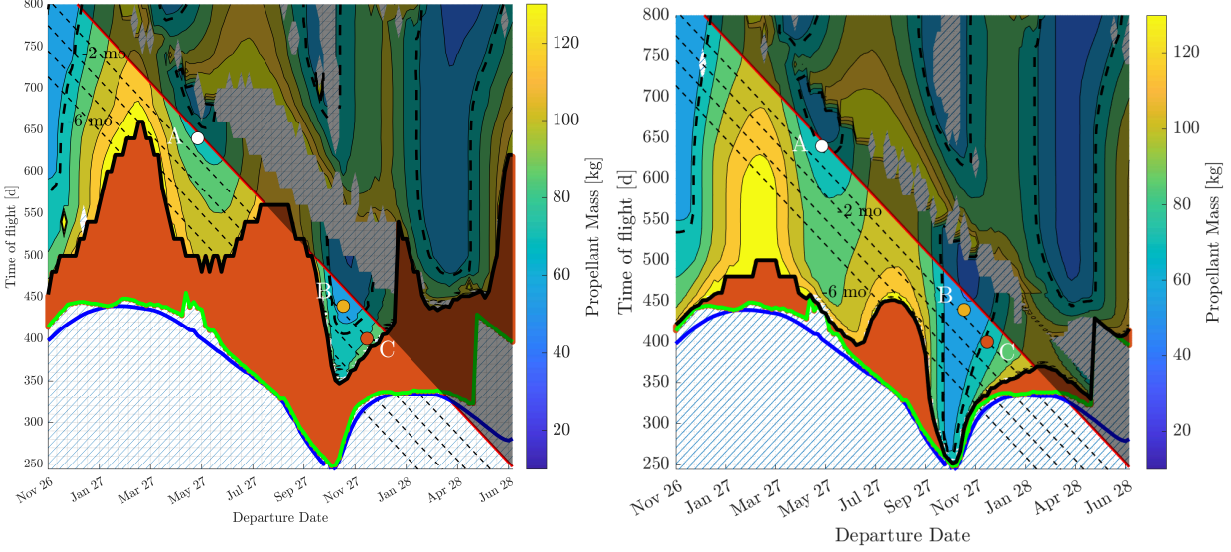 800
750
700
650
600
550
500
450
400
350
300
250
Time of flight [d]
-2 mo
6 mo
A
B
C
Nov 26
Jan 27
Mar 27
May 27
Jul 27
Sep 27
Nov 27
Jan 28
Apr 28
Jun 28
Departure Date
120
100
80
60
40
20
Propellant Mass [kg]
800
750
700
650
600
550
500
450
400
350
300
250
Time of flight [d]
A
-2 mo
-6 mo
B
C
Nov 26
Jan 27
Mar 27
May 27
Jul 27
Sep 27
Nov 27
Jan 28
Apr 28
Jun 28
Departure Date
120
100
80
60
40
20
Propellant Mass [kg]